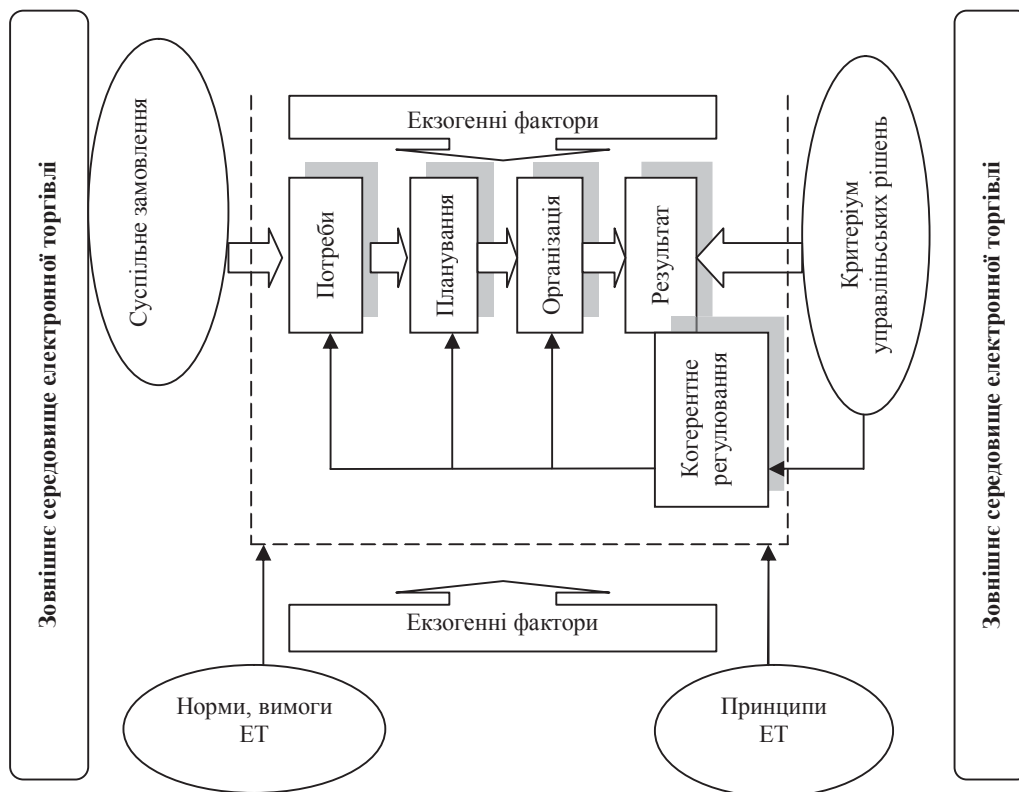 Зовнішнє середовище електронної торгівлі
Суспільне замовлення
Екзогенні фактори
Потреби
Планування
Організація
Результат
Критеріум
управліньських рішень
Когерентне
регулювання
Екзогенні фактори
Норми, вимоги
ЕТ
Принципи
ЕТ
Зовнішнє середовище електронної торгівлі